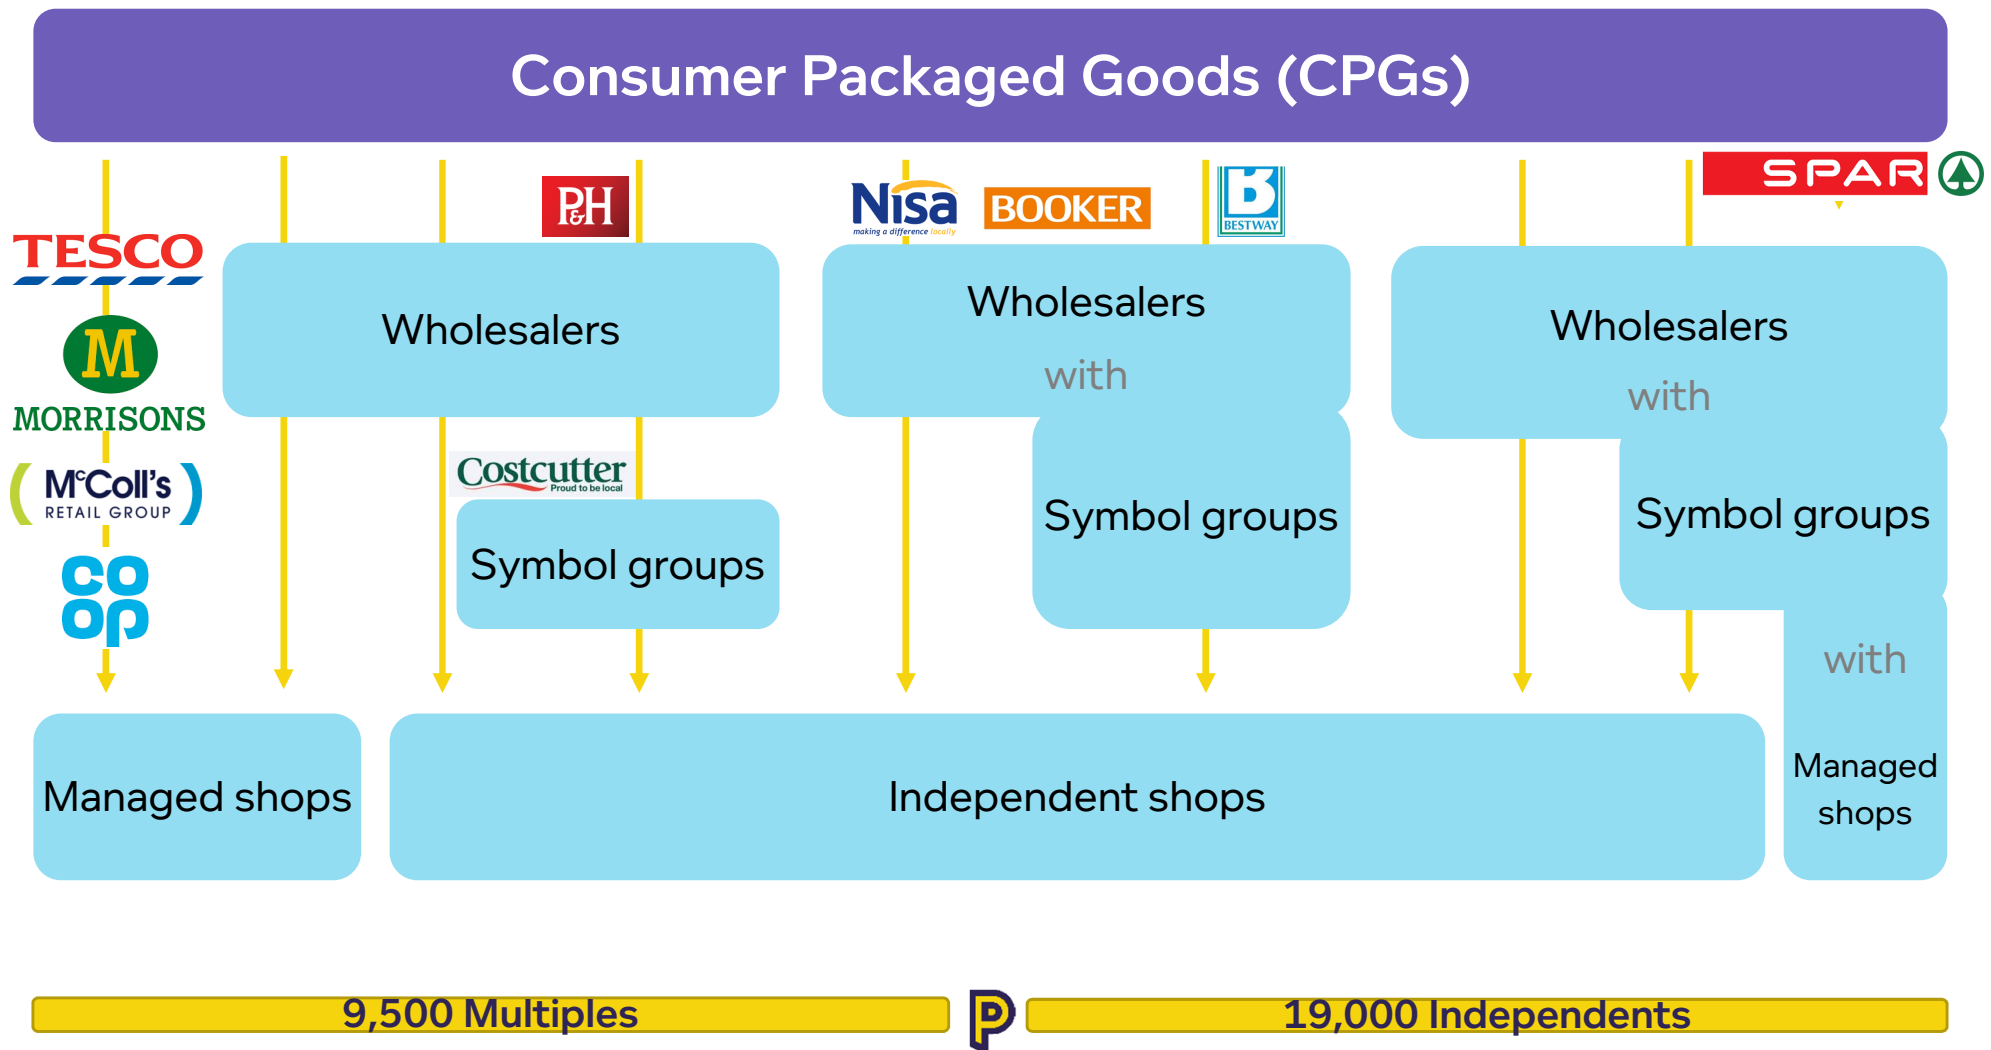 Consumer Packaged Goods (CPGs)
SPAR
P&H
Nisa
making a difference locally
BOOKER
B
BESTWAY
TESCO
M
MORRISONS
McColl's
RETAIL GROUP
co
op
Wholesalers
Costcutter
Proud to be local
Symbol groups
Wholesalers
with
Symbol groups
Wholesalers
with
Symbol groups
with
Managed
shops
Managed shops
Independent shops
9,500 Multiples
P
19,000 Independents